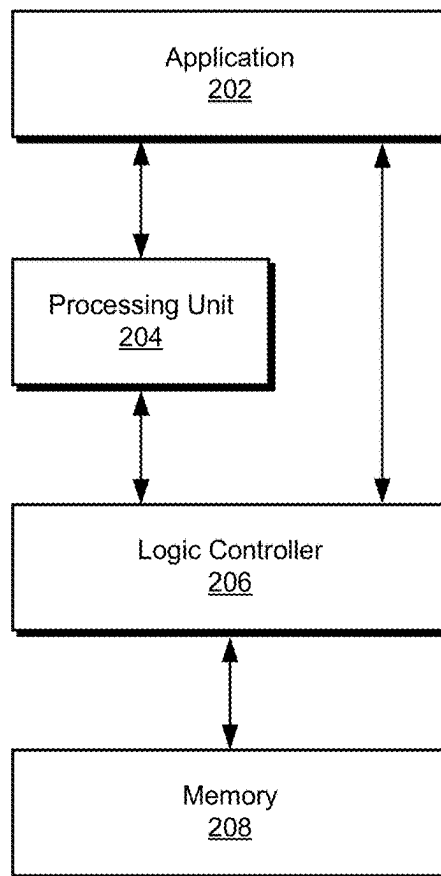 Application
202
Processing Unit
204
Logic Controller
206
Memory
208